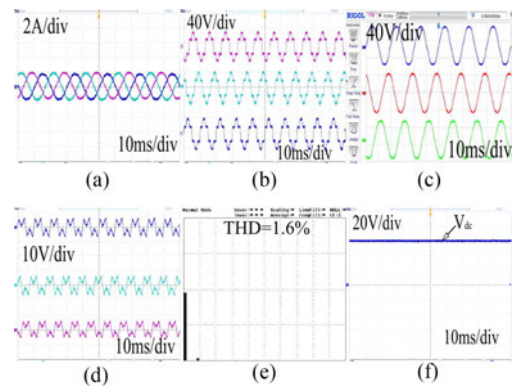 2A/div
10ms/div
(a)
40V/div
10ms/div
(b)
RIGOL
40V/div
10ms/div
(c)
10V/div
10ms/div
(d)
THD=1.6%
(e)
20V/div
Vdc
10ms/div
(f)